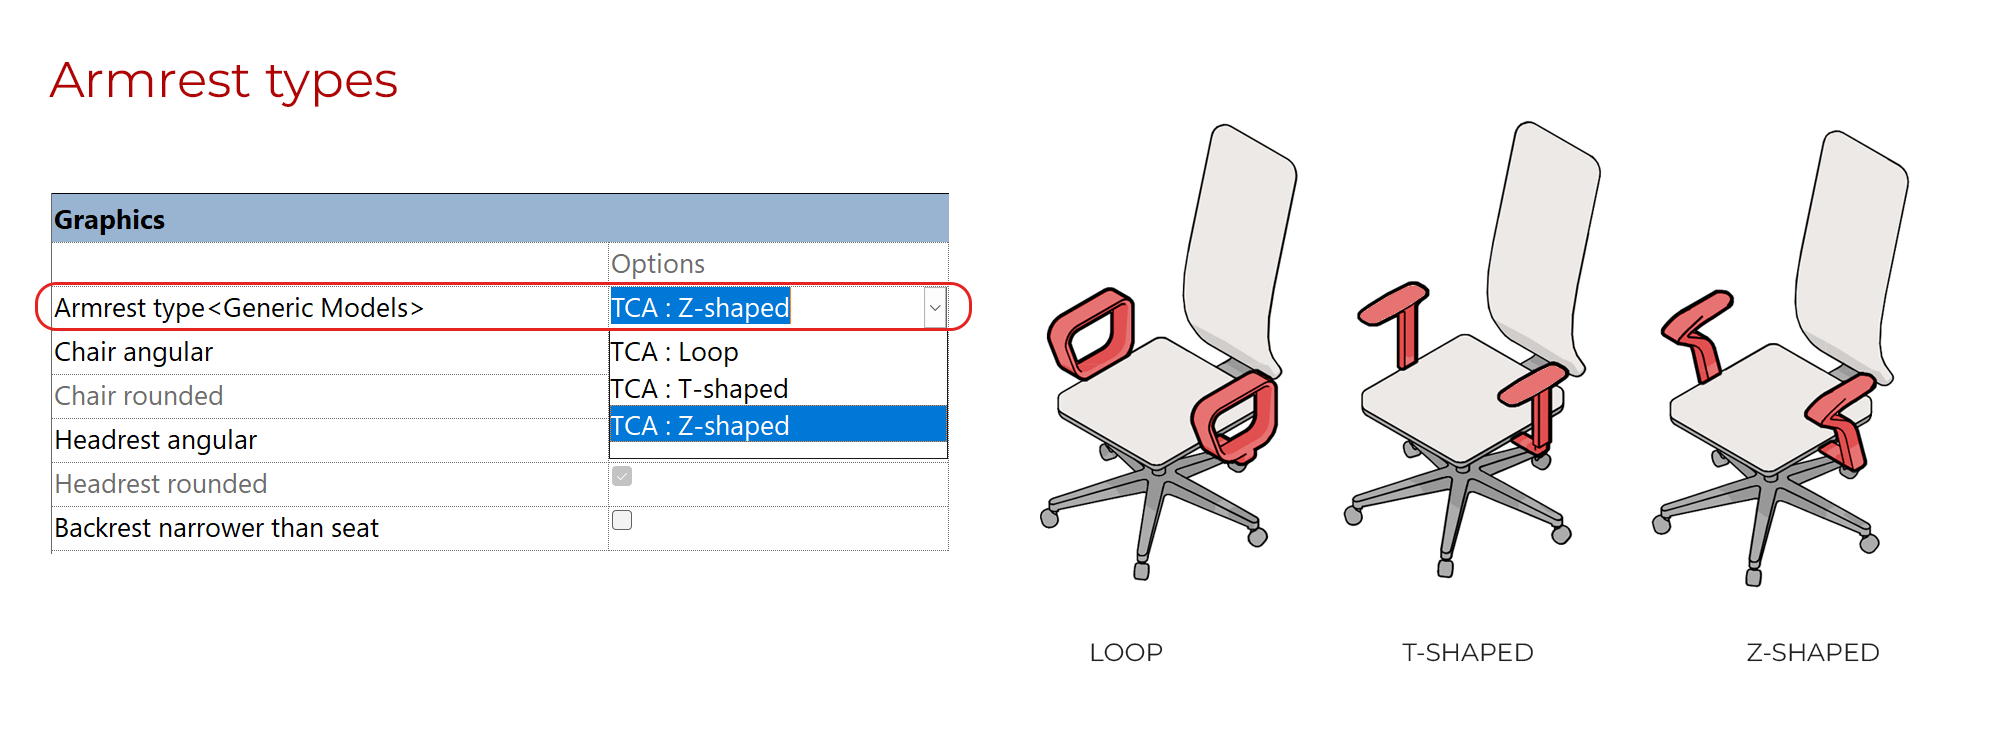 Armrest types
Graphics
Options
Armrest type<Generic Models>
TCA : Z-shaped
Chair angular
TCA : Loop
Chair rounded
TCA : T-shaped
Headrest angular
TCA : Z-shaped
Headrest rounded
Backrest narrower than seat
LOOP
T-SHAPED
Z-SHAPED